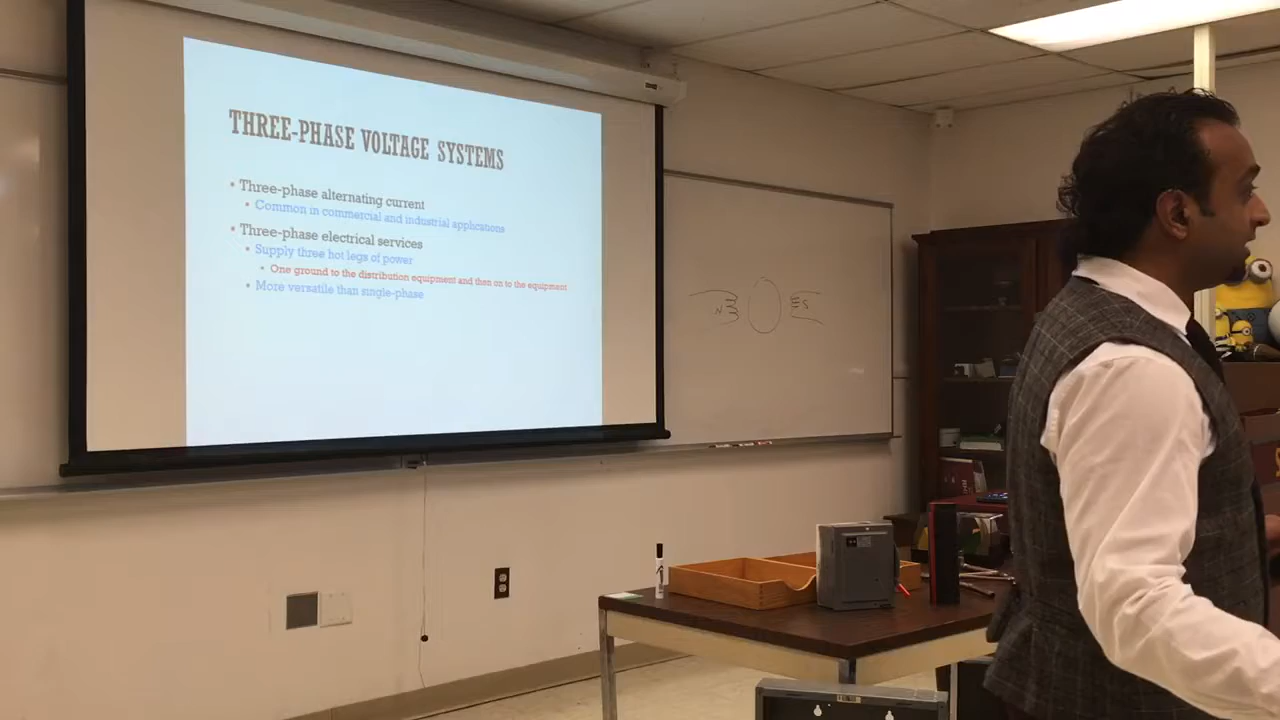 THREE-PHASE VOLTAGE SYSTEMS
• Three-phase alternating current
• Common in commercial and industrial applications
• Three-phase electrical services
• Supply three hot legs of power
• One ground to the distribution equipment and then on to the equipment
• More versatile than single-phase
N
S